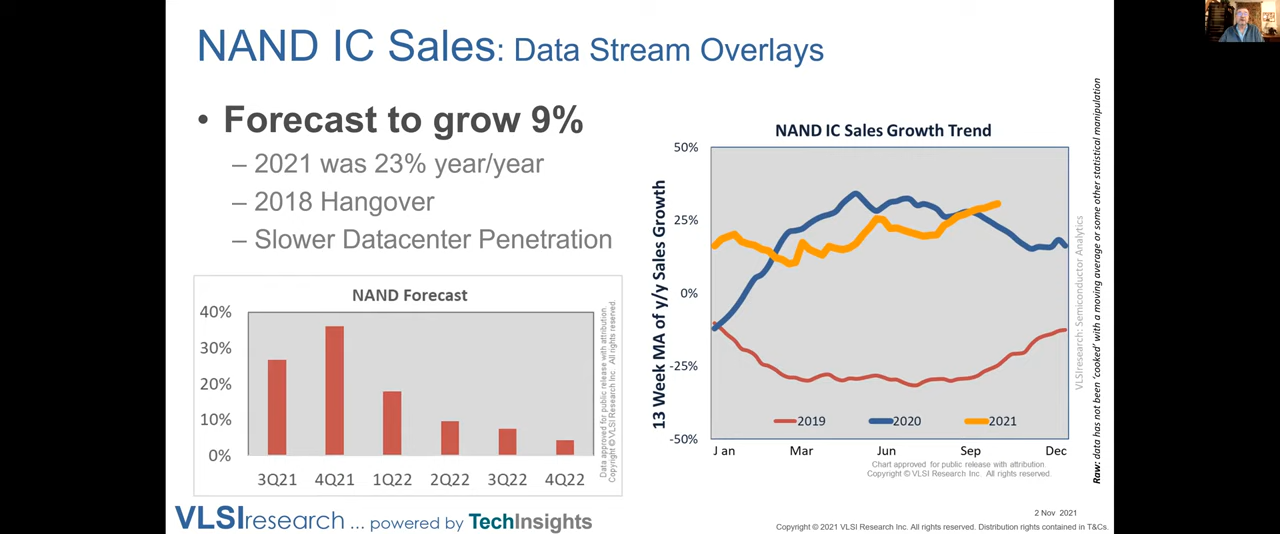 NAND IC Sales: Data Stream Overlays
• Forecast to grow 9%
– 2021 was 23% year/year
– 2018 Hangover
– Slower Datacenter Penetration
NAND Forecast
40%
30%
20%
10%
0%
3Q21 4Q21 1Q22 2Q22 3Q22 4Q22
Data approved for public release with attribution.
Copyright © VLSI Research Inc. All rights reserved.
NAND IC Sales Growth Trend
13 Week MA of y/y Sales Growth
50%
25%
0%
-25%
-50%
2019 2020 2021
J an Mar Jun Sep Dec
Chart approved for public release with attribution.
Copyright © VLSI Research Inc. All rights reserved.
VLSIresearch: Semiconductor Analytics
Raw: data has not been 'cooked' with a moving average or some other statistical manipulation
VLSIresearch ... powered by TechInsights
2 Nov 2021
Copyright © 2021 VLSI Research Inc. All rights reserved. Distribution rights contained in T&Cs.